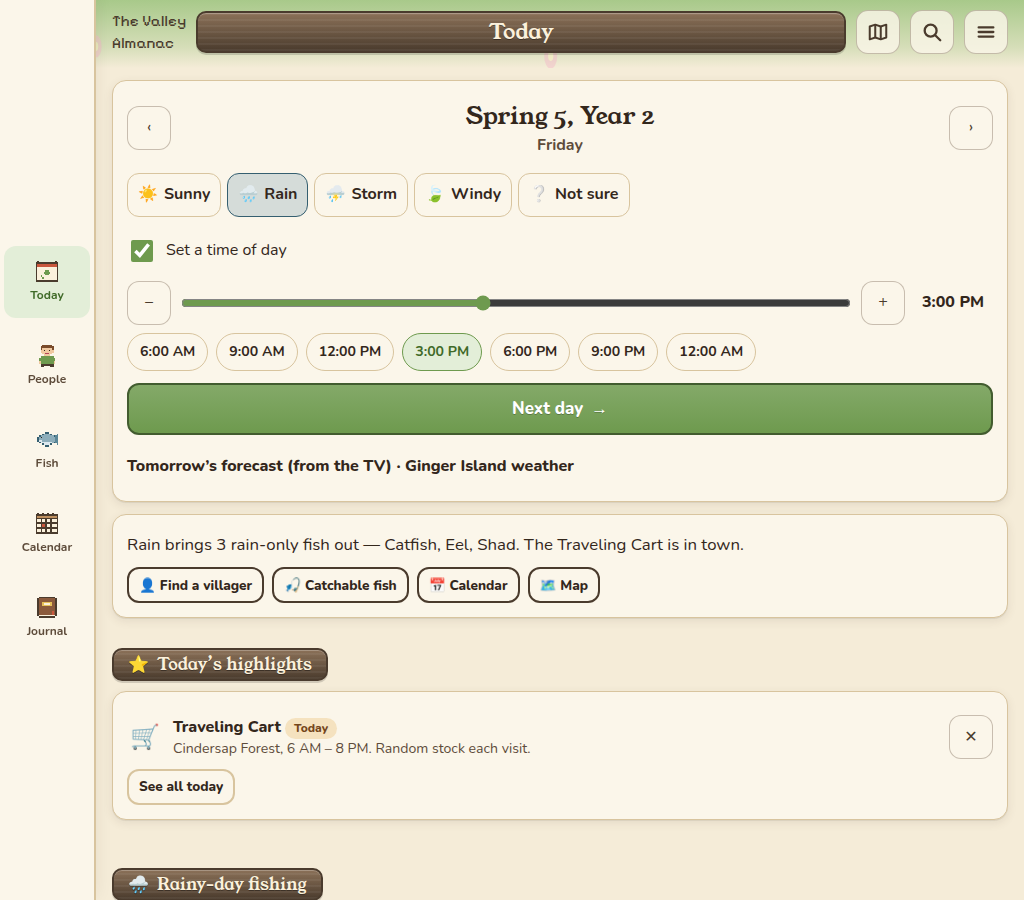 The Valley
Almanac
Today
Spring 5, Year 2
Friday
‹
›
☀️ Sunny
🌧️ Rain
⛈️ Storm
🍃 Windy
❔ Not sure
Set a time of day
−
+
3:00 PM
6:00 AM
9:00 AM
12:00 PM
3:00 PM
6:00 PM
9:00 PM
12:00 AM
Next day →
Tomorrow’s forecast (from the TV) · Ginger Island weather
Rain brings 3 rain-only fish out — Catfish, Eel, Shad. The Traveling Cart is in town.
👤 Find a villager
🎣 Catchable fish
📅 Calendar
🗺️ Map
⭐ Today’s highlights
Traveling Cart Today
Cindersap Forest, 6 AM – 8 PM. Random stock each visit.
✕
See all today
🌧️ Rainy-day fishing
Today
People
Fish
Calendar
Journal